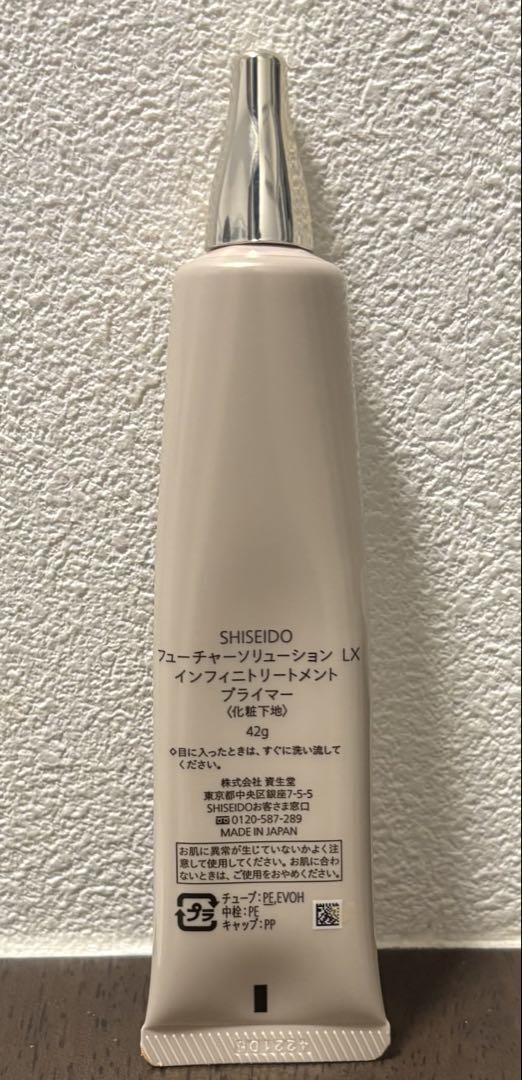 SHISEIDO
フューチャーソリューション LX
インフィニトリートメント
プライマー
〈化粧下地〉
42g
◇目に入ったときは、すぐに洗い流して
ください。
株式会社 資生堂
東京都中央区銀座7-5-5
SHISEIDOお客さま窓口
0120-587-289
MADE IN JAPAN
お肌に異常が生じていないかよく注
意して使用してください。お肌に合わ
ないときは、ご使用をおやめください。
プラ
チューブ：PE,EVOH
中栓：PE
キャップ：PP